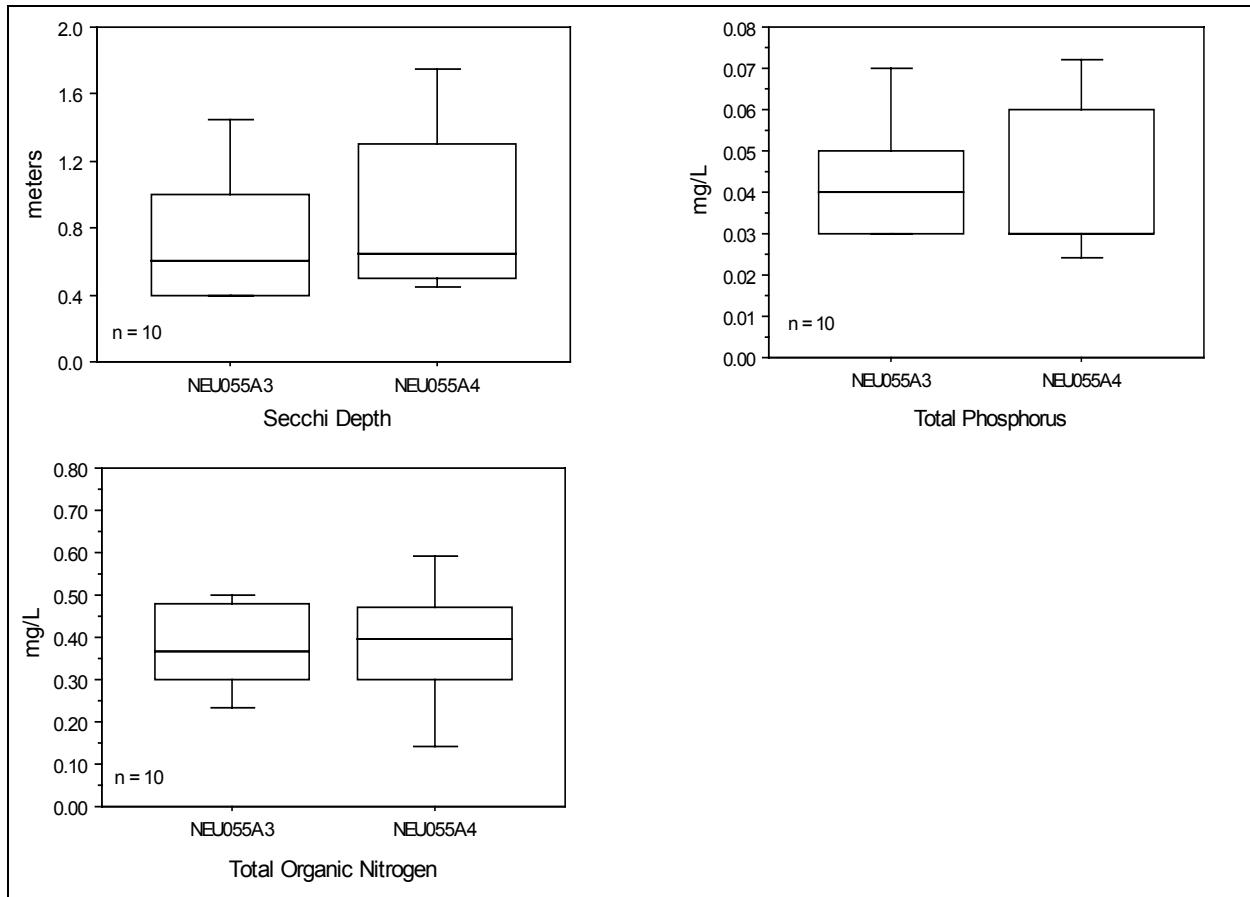 2.0
1.6
1.2
0.8
0.4
0.0
meters
n = 10
NEU055A3 NEU055A4
Secchi Depth
0.08
0.07
0.06
0.05
0.04
0.03
0.02
0.01
0.00
mg/L
n = 10
NEU055A3 NEU055A4
Total Phosphorus
0.80
0.70
0.60
0.50
0.40
0.30
0.20
0.10
0.00
mg/L
n = 10
NEU055A3 NEU055A4
Total Organic Nitrogen